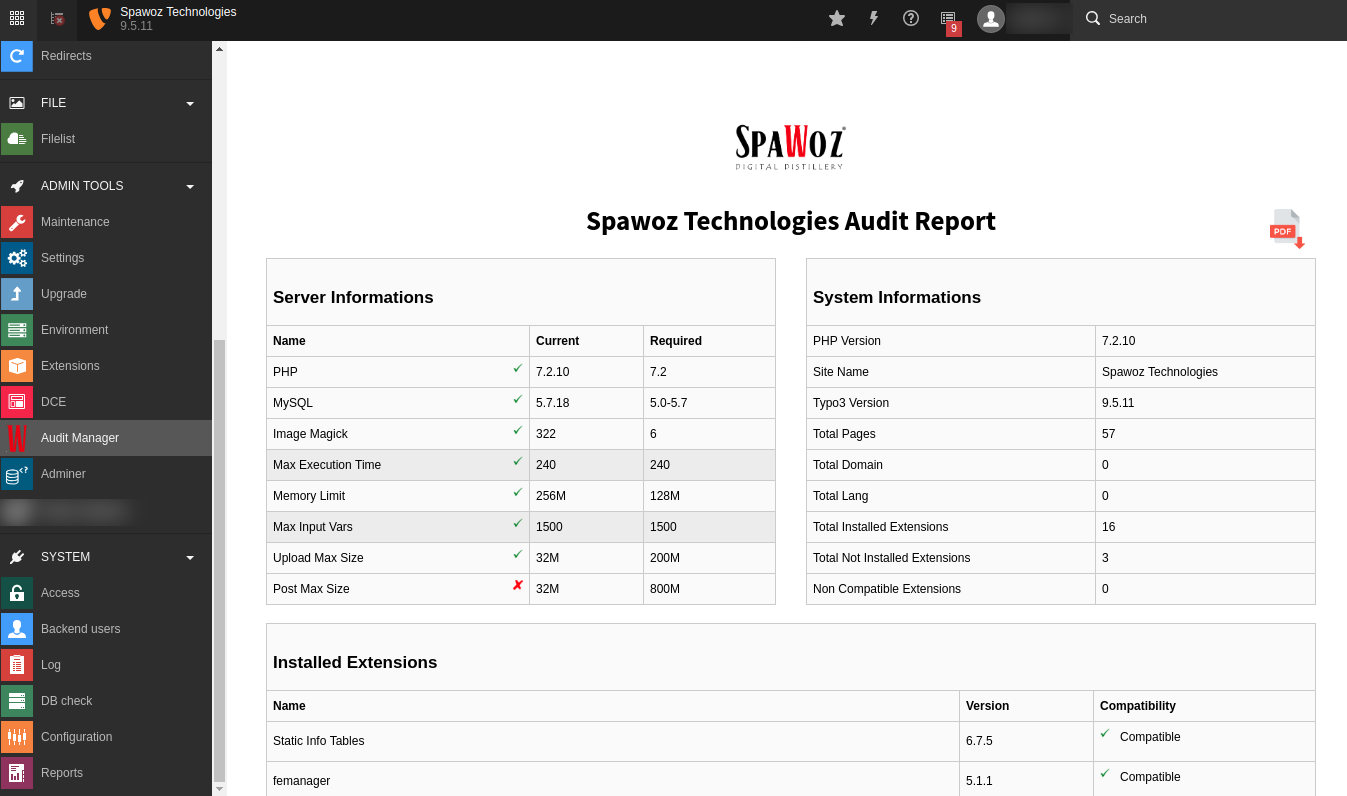 Spawoz Technologies
9.5.11
9
Search
Redirects
FILE
Filelist
ADMIN TOOLS
Maintenance
Settings
Upgrade
Environment
Extensions
DCE
Audit Manager
Adminer
SYSTEM
Access
Backend users
Log
DB check
Configuration
Reports
SPAWOZ
DIGITAL DISTILLERY
Spawoz Technologies Audit Report
PDF
Server Informations
Name Current Required
PHP ✓ 7.2.10 7.2
MySQL ✓ 5.7.18 5.0-5.7
Image Magick ✓ 322 6
Max Execution Time ✓ 240 240
Memory Limit ✓ 256M 128M
Max Input Vars ✓ 1500 1500
Upload Max Size ✓ 32M 200M
Post Max Size ✗ 32M 800M
System Informations
PHP Version 7.2.10
Site Name Spawoz Technologies
Typo3 Version 9.5.11
Total Pages 57
Total Domain 0
Total Lang 0
Total Installed Extensions 16
Total Not Installed Extensions 3
Non Compatible Extensions 0
Installed Extensions
Name Version Compatibility
Static Info Tables 6.7.5 ✓ Compatible
femanager 5.1.1 ✓ Compatible